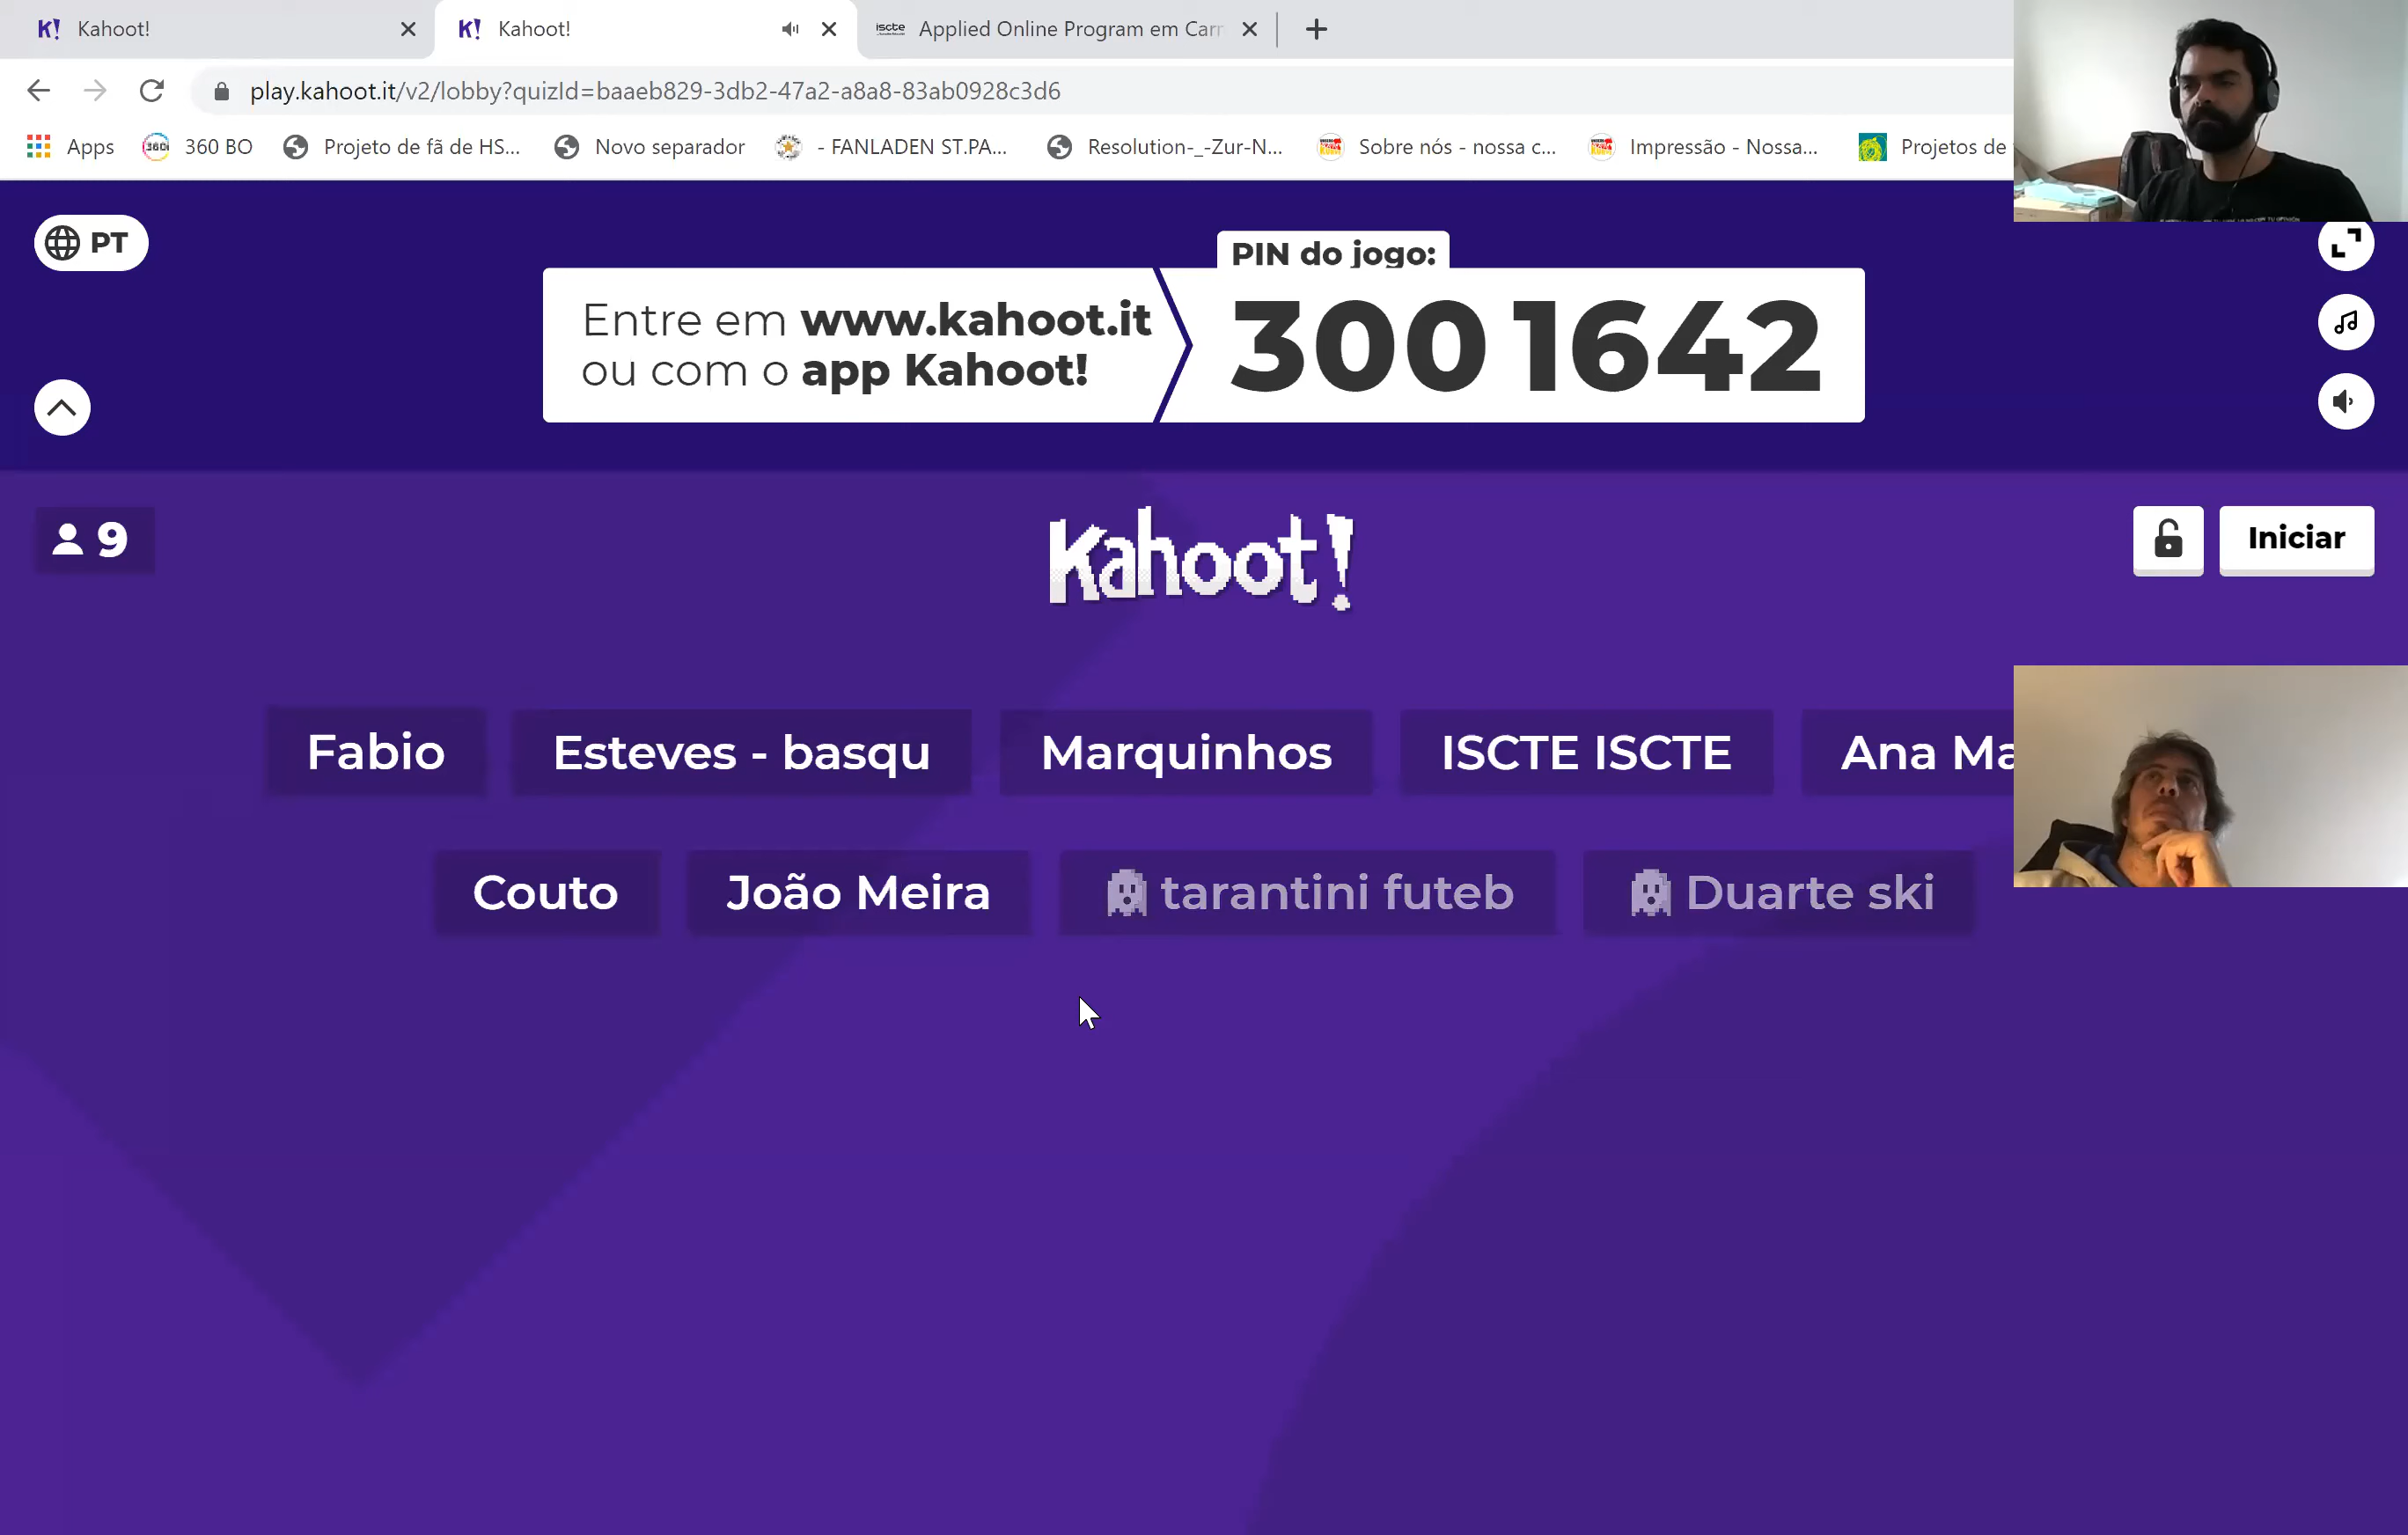 Kahoot!
Kahoot!
iscte Applied Online Program em Carr
play.kahoot.it/v2/lobby?quizId=baaeb829-3db2-47a2-a8a8-83ab0928c3d6
Apps 360 BO Projeto de fã de HS... Novo separador - FANLADEN ST.PA... Resolution-_-Zur-N... Sobre nós - nossa c... Impressão - Nossa... Projetos de
PT
PIN do jogo:
Entre em www.kahoot.it
ou com o app Kahoot!
300 1642
9
Kahoot!
Iniciar
Fabio Esteves - basqu Marquinhos ISCTE ISCTE Ana Ma
Couto João Meira tarantini futeb Duarte ski